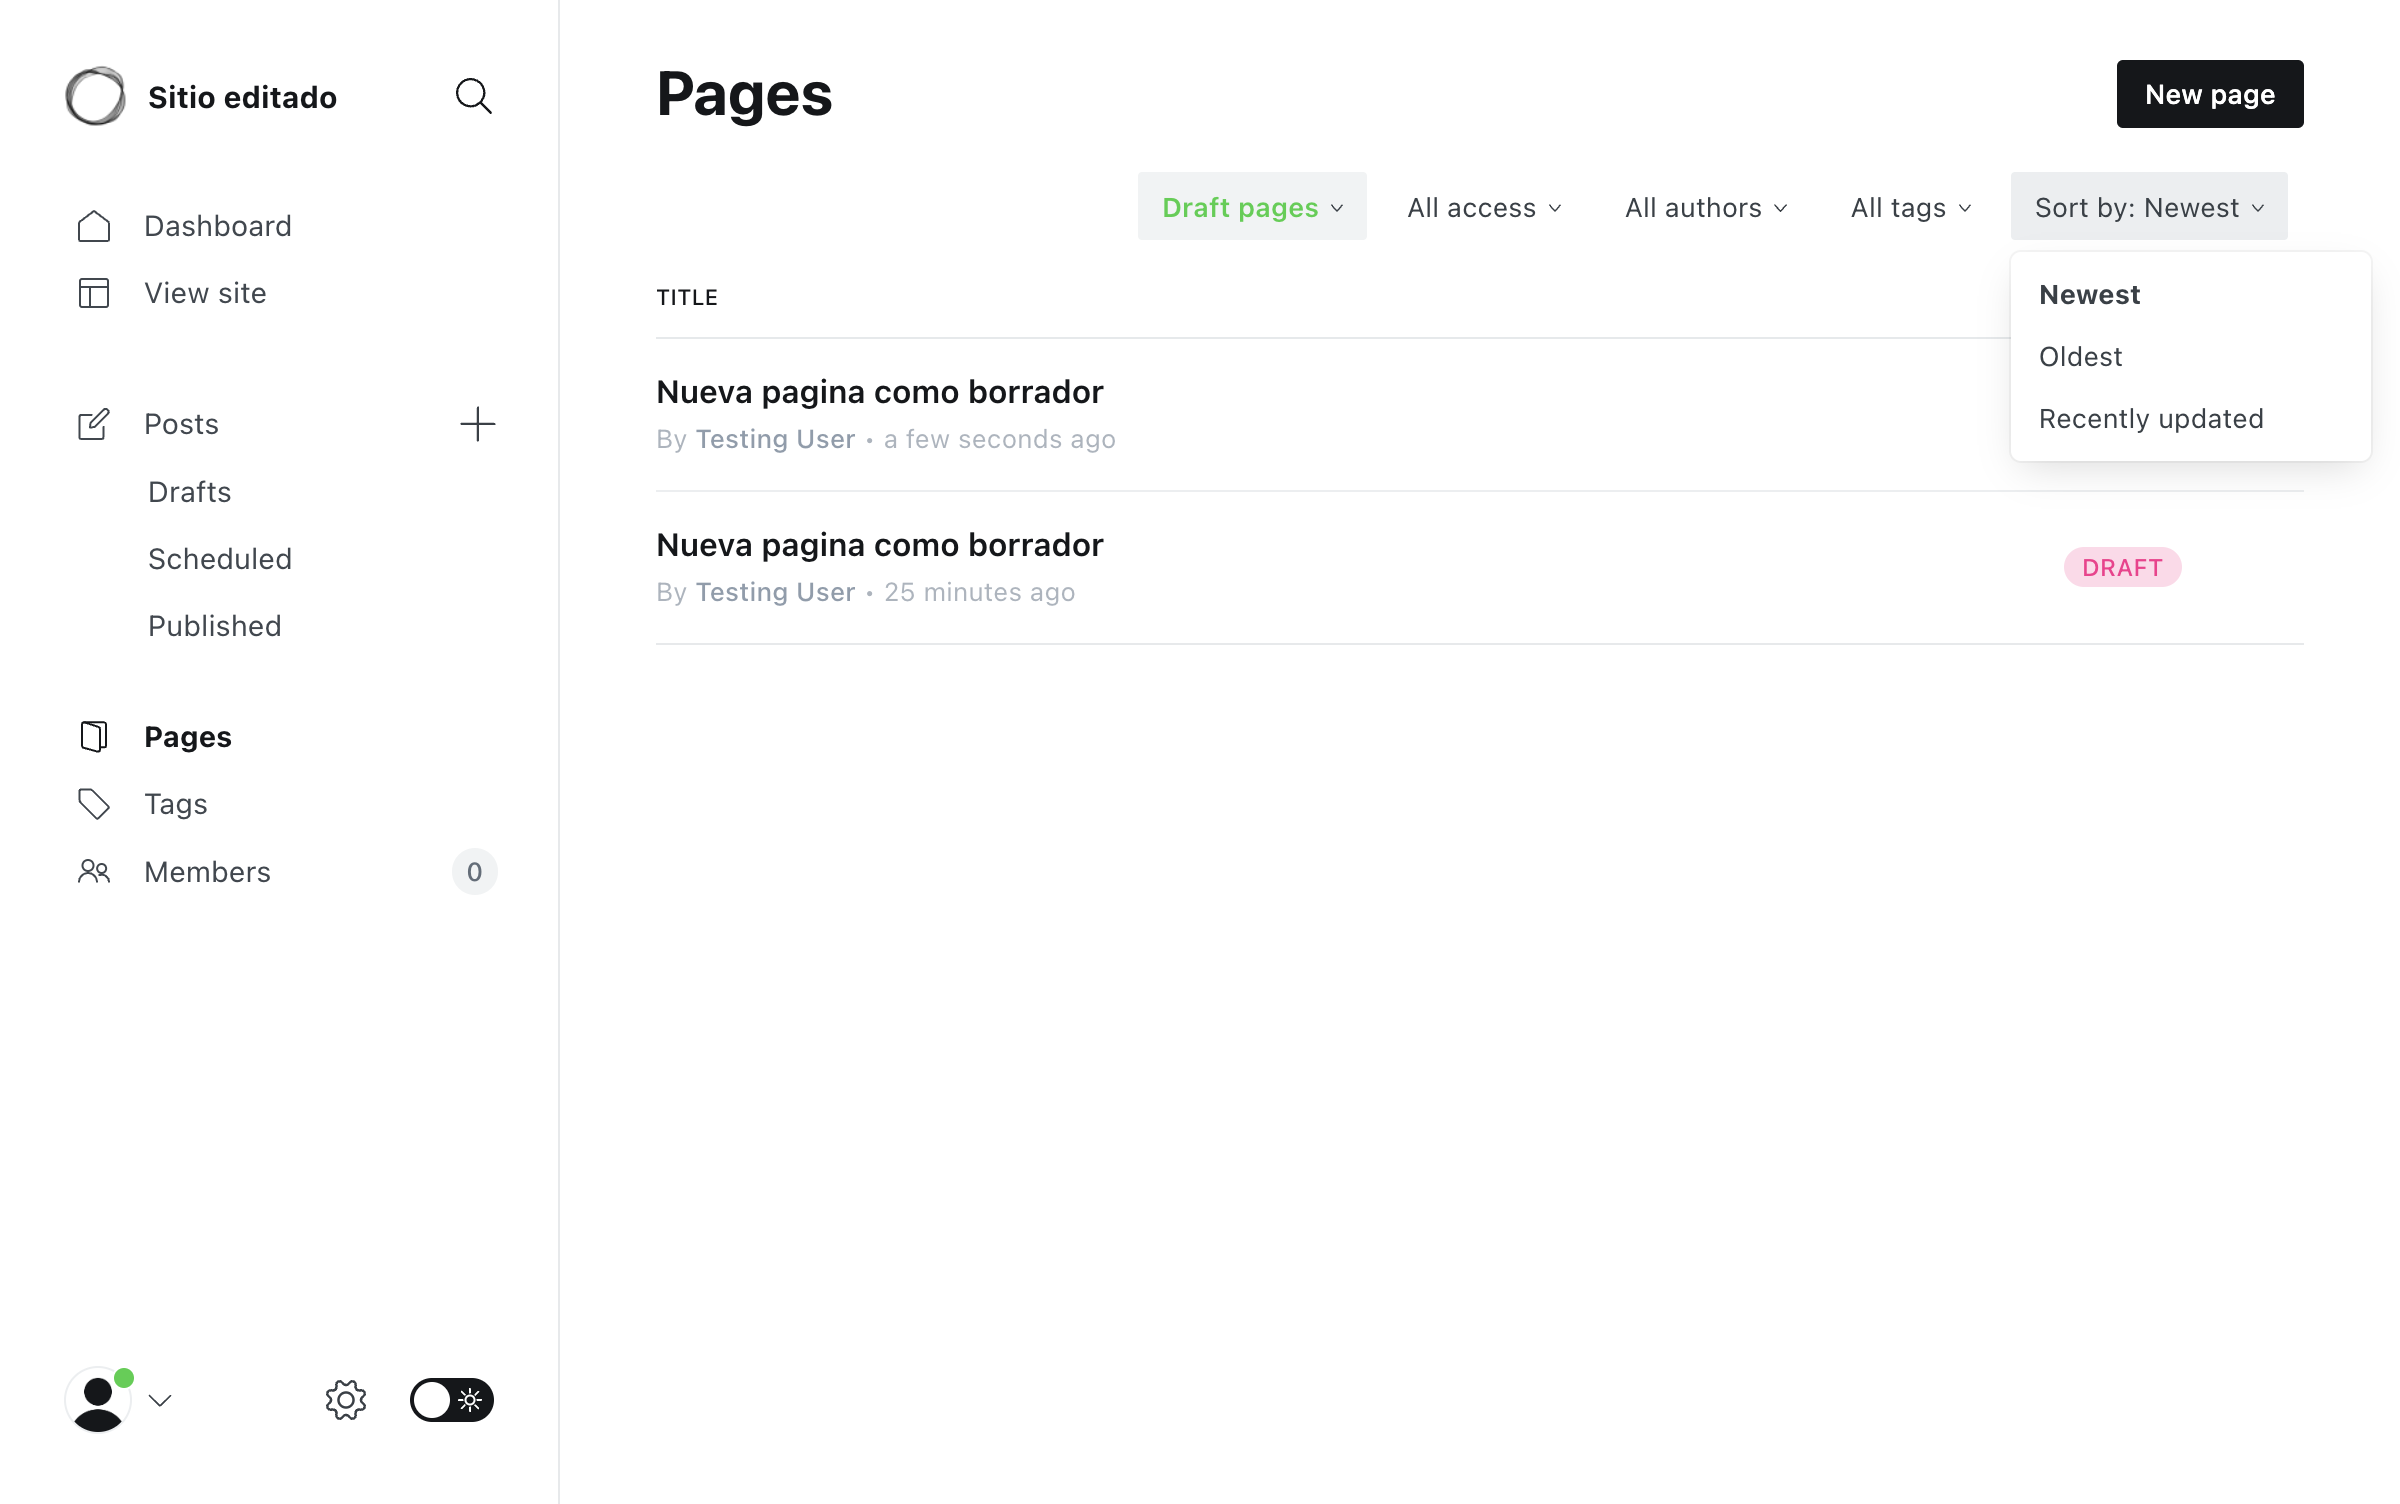 Sitio editado
Dashboard
View site
Posts
Drafts
Scheduled
Published
Pages
Tags
Members 0
Pages
New page
Draft pages All access All authors All tags Sort by: Newest
Newest
Oldest
Recently updated
TITLE
Nueva pagina como borrador
By Testing User • a few seconds ago
Nueva pagina como borrador
By Testing User • 25 minutes ago
DRAFT